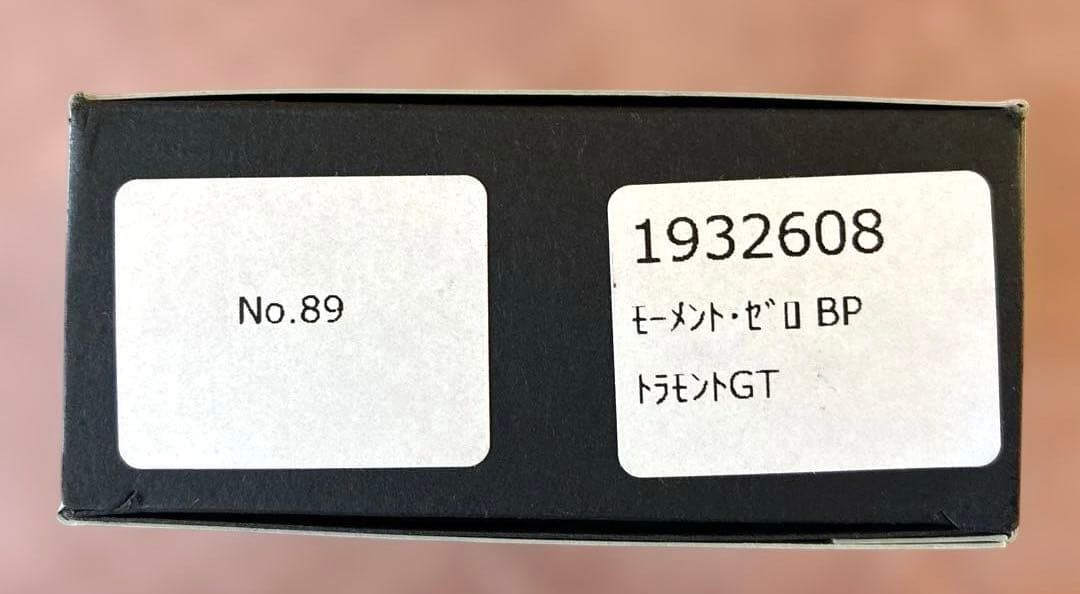 No.89
1932608
ﾓｰﾒﾝﾄ･ｾﾞﾛ BP
ﾄﾗﾓﾝﾄGT